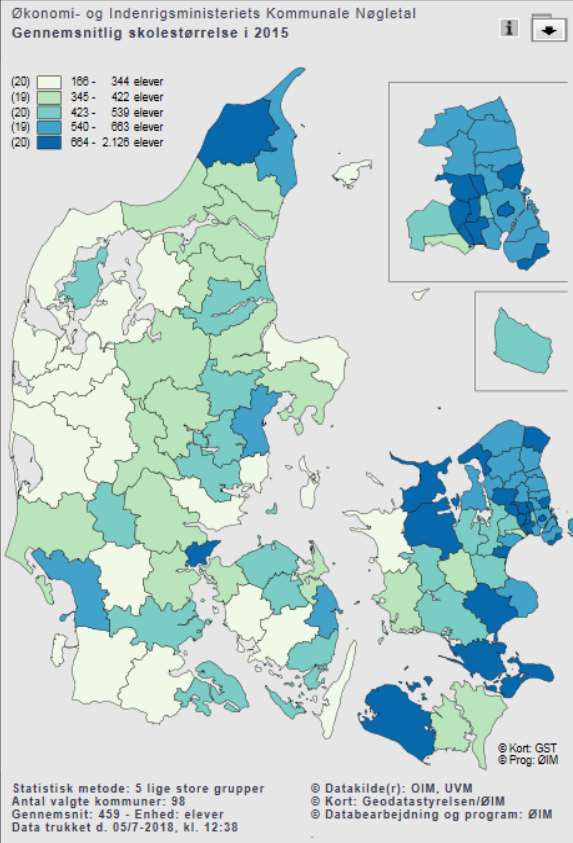 Økonomi- og Indenrigsministeriets Kommunale Nøgletal
Gennemsnitlig skolestørrelse i 2015
i
(20) 166 - 344 elever
(19) 345 - 422 elever
(20) 423 - 539 elever
(19) 540 - 663 elever
(20) 664 - 2.126 elever
© Kort: GST
© Prog: ØIM
Statistisk metode: 5 lige store grupper
Antal valgte kommuner: 98
Gennemsnit: 459 - Enhed: elever
Data trukket d. 05/7-2018, kl. 12:38
© Datakilde(r): OIM, UVM
© Kort: Geodatastyrelsen/ØIM
© Databearbejdning og program: ØIM